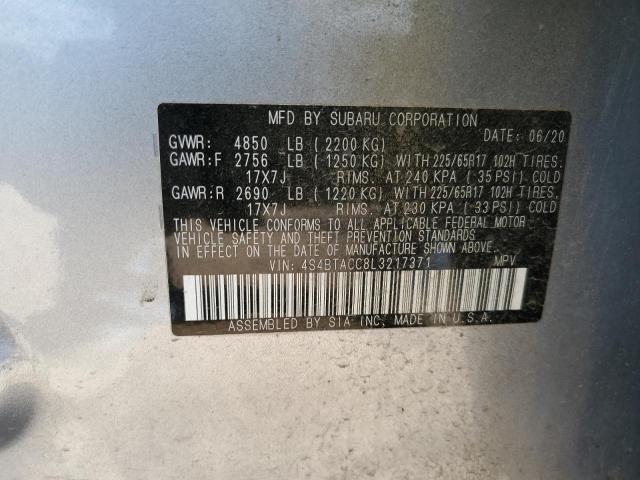 MFD BY SUBARU CORPORATION
DATE: 06/20
GVWR: 4850 LB (2200 KG)
GAWR:F 2756 LB (1250 KG) WITH 225/65R17 102H TIRES.
17X7J RIMS. AT 240 KPA (35 PSI) COLD
GAWR:R 2690 LB (1220 KG) WITH 225/65R17 102H TIRES.
17X7J RIMS. AT 230 KPA (33 PSI) COLD
THIS VEHICLE CONFORMS TO ALL APPLICABLE FEDERAL MOTOR
VEHICLE SAFETY AND THEFT PREVENTION STANDARDS
IN EFFECT ON THE DATE OF MANUFACTURE SHOWN ABOVE.
VIN: 4S4BTACC8L3217371 MPV
ASSEMBLED BY SIA INC. MADE IN U.S.A.